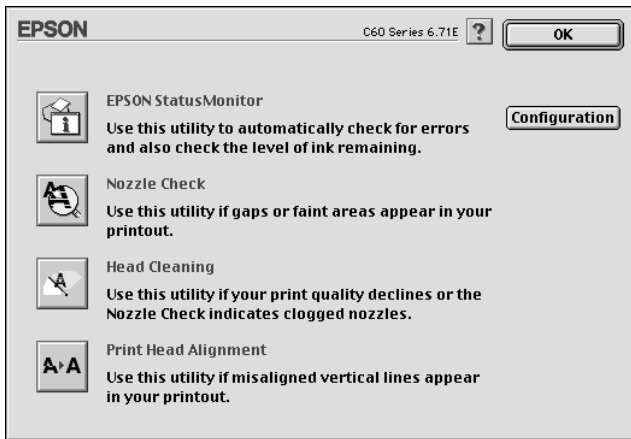 EPSON
C60 Series 6.71E ? OK
EPSON StatusMonitor
Use this utility to automatically check for errors
and also check the level of ink remaining.
Configuration
Nozzle Check
Use this utility if gaps or faint areas appear in your
printout.
Head Cleaning
Use this utility if your print quality declines or the
Nozzle Check indicates clogged nozzles.
A A
Print Head Alignment
Use this utility if misaligned vertical lines appear
in your printout.